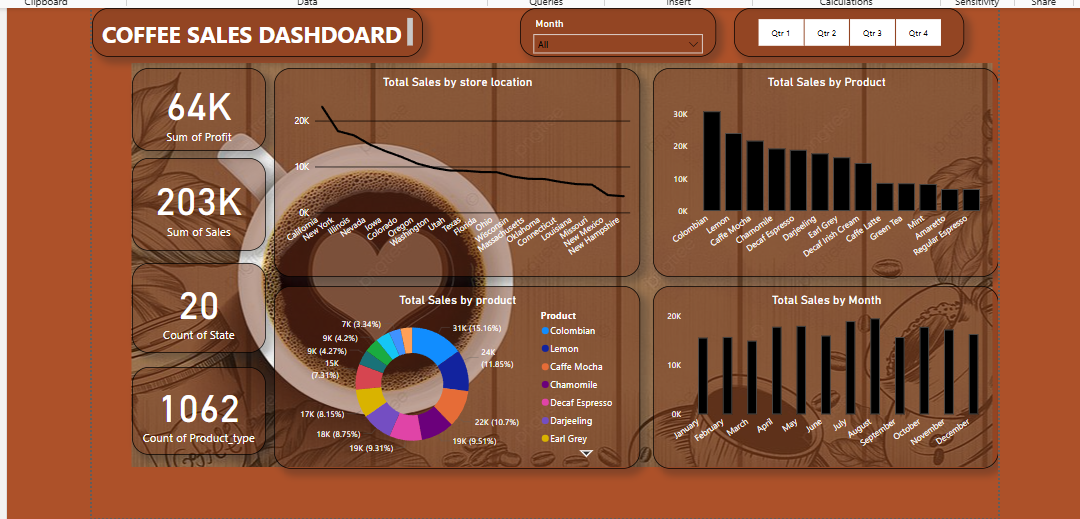 Clipboard
Data
Queries
Insert
Calculations
Sensitivity
Share
COFFEE SALES DASHDOARD
Month
All
Qtr 1
Qtr 2
Qtr 3
Qtr 4
64K
Sum of Profit
203K
Sum of Sales
20
Count of State
1062
Count of Product_type
Total Sales by store location
20K
10K
0K
California
New York
Illinois
Nevada
Iowa
Colorado
Oregon
Washington
Utah
Texas
Florida
Ohio
Wisconsin
Massachusetts
Oklahoma
Connecticut
Louisiana
Missouri
New Mexico
New Hampshire
Total Sales by Product
30K
20K
10K
0K
Colombian
Lemon
Caffe Mocha
Chamomile
Decaf Espresso
Darjeeling
Earl Grey
Decaf Irish Cream
Caffe Latte
Green Tea
Mint
Amaretto
Regular Espresso
Total Sales by product
31K (15.16%)
24K
(11.85%)
22K (10.7%)
19K (9.51%)
19K (9.31%)
18K (8.75%)
17K (8.15%)
15K
(7.31%)
9K (4.27%)
9K (4.2%)
7K (3.34%)
Product
Colombian
Lemon
Caffe Mocha
Chamomile
Decaf Espresso
Darjeeling
Earl Grey
Total Sales by Month
20K
10K
0K
January
February
March
April
May
June
July
August
September
October
November
December